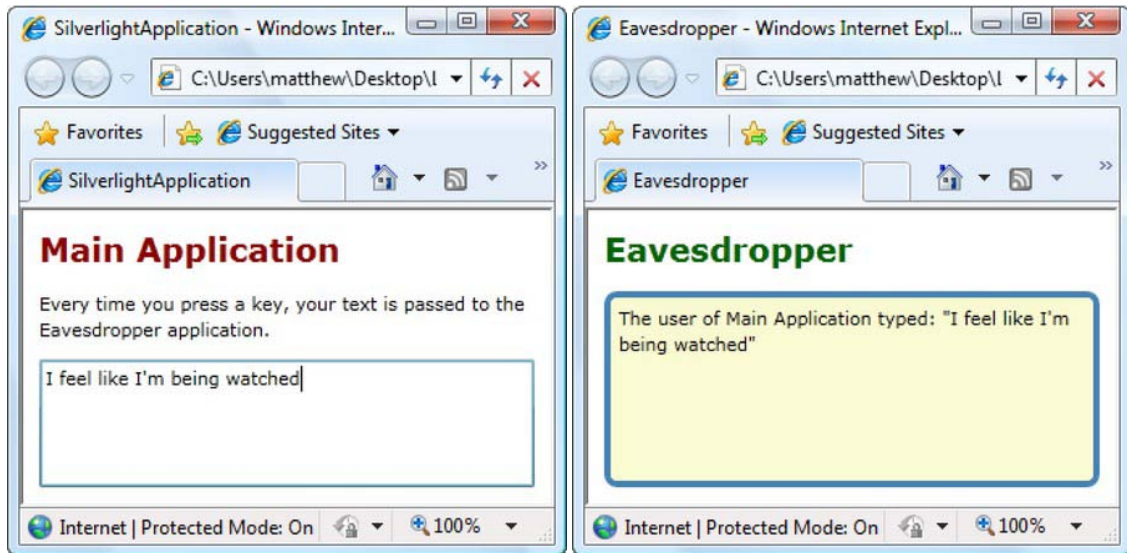 SilverlightApplication - Windows Inter...
C:\Users\matthew\Desktop\l
Favorites
Suggested Sites
SilverlightApplication
»
Main Application
Every time you press a key, your text is passed to the
Eavesdropper application.
I feel like I'm being watched
Internet | Protected Mode: On
100%
Eavesdropper - Windows Internet Expl...
C:\Users\matthew\Desktop\l
Favorites
Suggested Sites
Eavesdropper
»
Eavesdropper
The user of Main Application typed: "I feel like I'm
being watched"
Internet | Protected Mode: On
100%